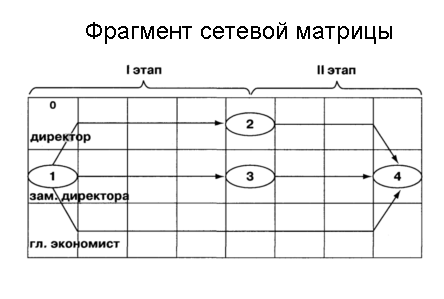 Фрагмент сетевой матрицы
I этап II этап
0
2
директор
1 3 4
зам. директора
гл. экономист